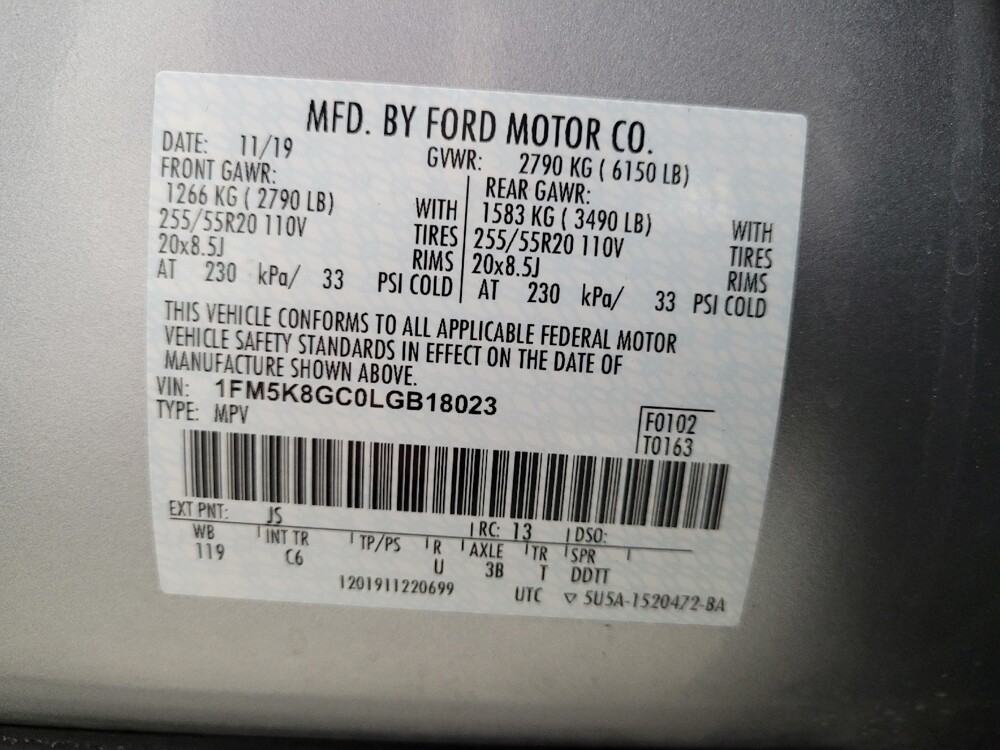 MFD. BY FORD MOTOR CO.
DATE: 11/19 GVWR: 2790 KG ( 6150 LB)
FRONT GAWR: REAR GAWR:
1266 KG ( 2790 LB) WITH 1583 KG ( 3490 LB) WITH
255/55R20 110V TIRES 255/55R20 110V TIRES
20x8.5J RIMS 20x8.5J RIMS
AT 230 kPa/ 33 PSI COLD AT 230 kPa/ 33 PSI COLD
THIS VEHICLE CONFORMS TO ALL APPLICABLE FEDERAL MOTOR
VEHICLE SAFETY STANDARDS IN EFFECT ON THE DATE OF
MANUFACTURE SHOWN ABOVE.
VIN: 1FM5K8GC0LGB18023
TYPE: MPV
F0102
T0163
EXT PNT: JS RC: 13 DSO:
WB INT TR TP/PS R AXLE TR SPR
119 C6 U 3B T DDTT
1201911220699 UTC ▽ 5U5A-1520472-BA